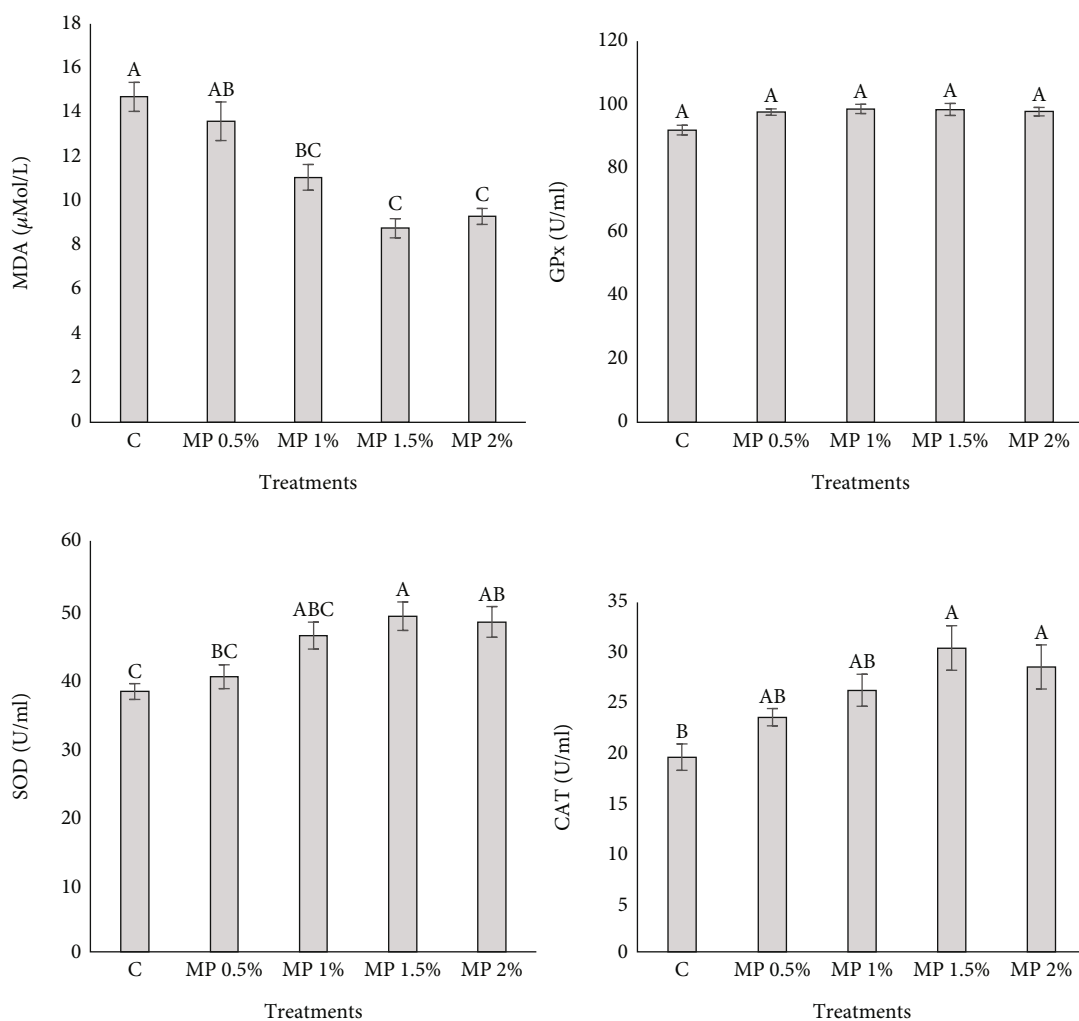 18
16
14
12
10
8
6
4
2
0
MDA (μMol/L)
A
AB
BC
C
C
C
MP 0.5%
MP 1%
MP 1.5%
MP 2%
Treatments
120
100
80
60
40
20
0
GPx (U/ml)
A
A
A
A
A
C
MP 0.5%
MP 1%
MP 1.5%
MP 2%
Treatments
60
50
40
30
20
10
0
SOD (U/ml)
C
BC
ABC
A
AB
C
MP 0.5%
MP 1%
MP 1.5%
MP 2%
Treatments
35
30
25
20
15
10
5
0
CAT (U/ml)
B
AB
AB
A
A
C
MP 0.5%
MP 1%
MP 1.5%
MP 2%
Treatments